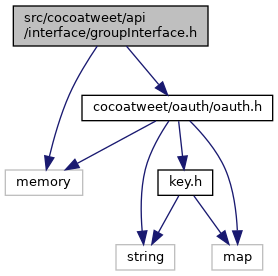 src/cocoatweet/api
/interface/groupInterface.h
cocoatweet/oauth/oauth.h
memory
key.h
string
map